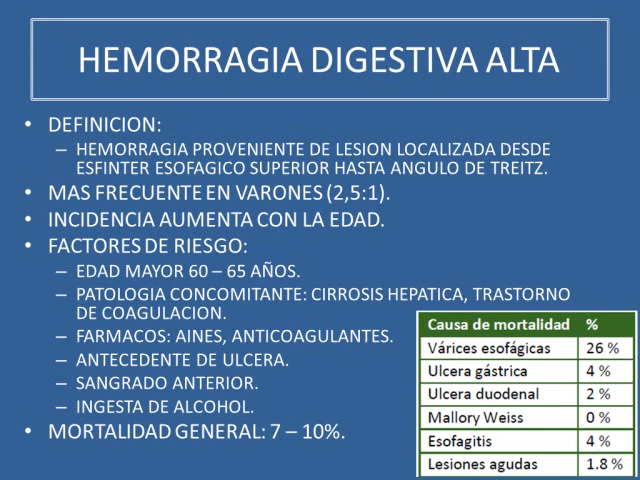 HEMORRAGIA DIGESTIVA ALTA
• DEFINICION:
– HEMORRAGIA PROVENIENTE DE LESION LOCALIZADA DESDE
ESFINTER ESOFAGICO SUPERIOR HASTA ANGULO DE TREITZ.
• MAS FRECUENTE EN VARONES (2,5:1).
• INCIDENCIA AUMENTA CON LA EDAD.
• FACTORES DE RIESGO:
– EDAD MAYOR 60 – 65 AÑOS.
– PATOLOGIA CONCOMITANTE: CIRROSIS HEPATICA, TRASTORNO
DE COAGULACION.
– FARMACOS: AINES, ANTICOAGULANTES.
– ANTECEDENTE DE ULCERA.
– SANGRADO ANTERIOR.
– INGESTA DE ALCOHOL.
• MORTALIDAD GENERAL: 7 – 10%.
Causa de mortalidad %
Várices esofágicas 26 %
Ulcera gástrica 4 %
Ulcera duodenal 2 %
Mallory Weiss 0 %
Esofagitis 4 %
Lesiones agudas 1.8 %